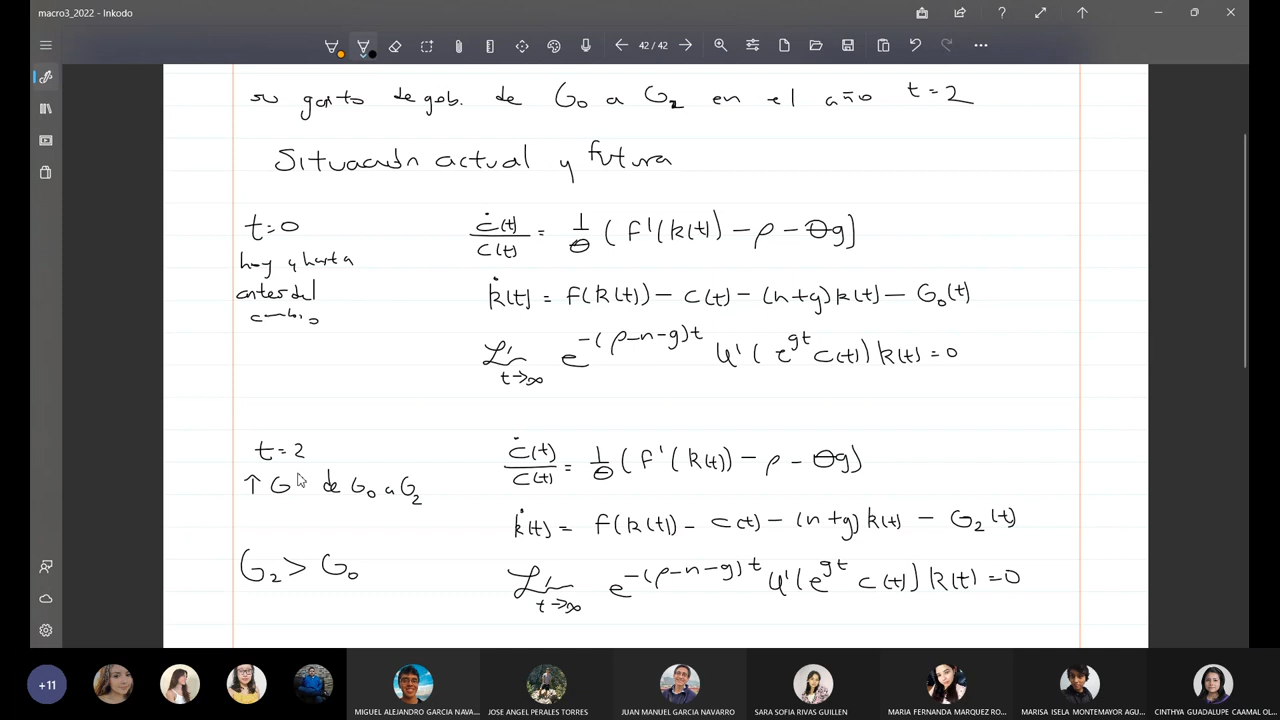 macro3_2022 - Inkodo
42 / 42
su gasto de gob. de G₀ a G₂ en el año t = 2
Situación actual y futura
t = 0
hoy y hasta
antes del
cambio
ċ(t)/c(t) = 1/θ (f'(k(t)) - ρ - θg)
k̇(t) = f(k(t)) - c(t) - (n+g)k(t) - G₀(t)
Lim t→∞ e^-(ρ-n-g)t u'(e^gt c(t)) k(t) = 0
t = 2
↑ G de G₀ a G₂
G₂ > G₀
ċ(t)/c(t) = 1/θ (f'(k(t)) - ρ - θg)
k̇(t) = f(k(t)) - c(t) - (n+g)k(t) - G₂(t)
Lim t→∞ e^-(ρ-n-g)t u'(e^gt c(t)) k(t) = 0
+11
MIGUEL ALEJANDRO GARCIA NAVA...
JOSE ANGEL PERALES TORRES
JUAN MANUEL GARCIA NAVARRO
SARA SOFIA RIVAS GUILLEN
MARIA FERNANDA MARQUEZ RO...
MARISA ISELA MONTEMAYOR AGU...
CINTHYA GUADALUPE CAAMAL OL...